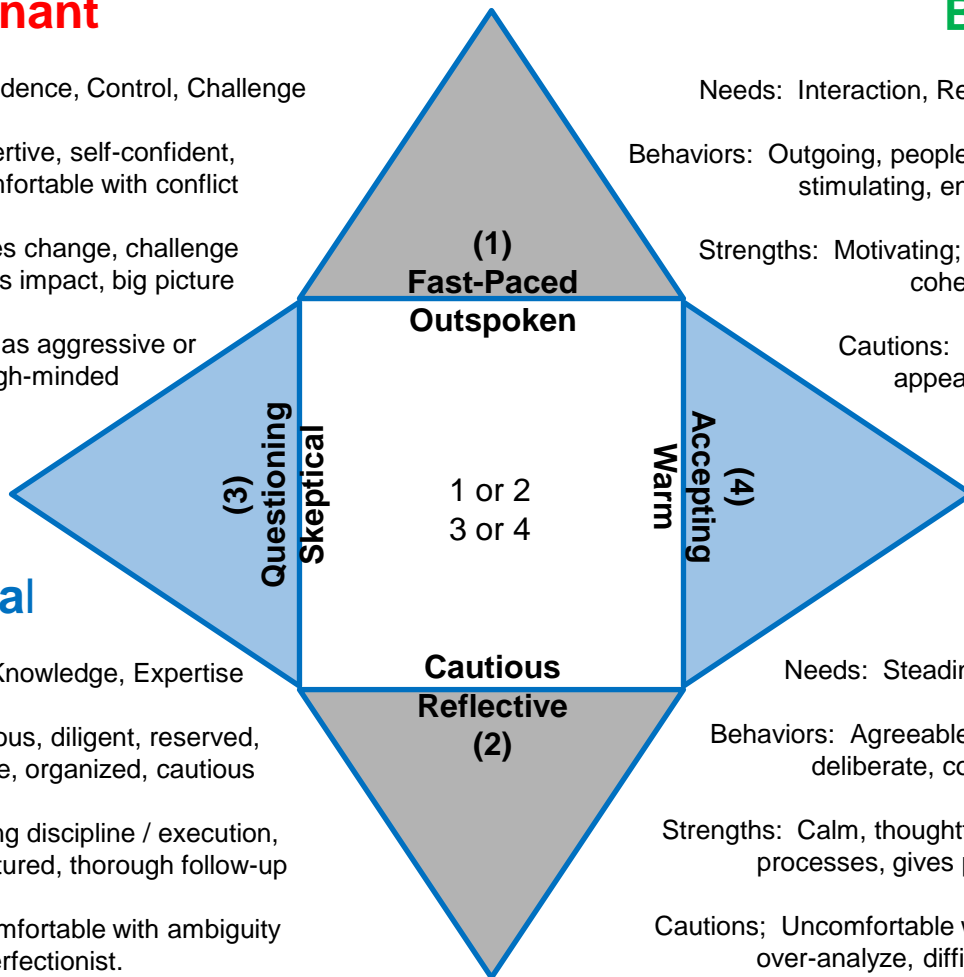 nant
dence, Control, Challenge
ertive, self-confident,
nfortable with conflict
es change, challenge
s impact, big picture
as aggressive or
gh-minded
Needs: Interaction, Re
Behaviors: Outgoing, people
stimulating, en
Strengths: Motivating;
cohe
Cautions:
appea
(1)
Fast-Paced
Outspoken
(3)
Questioning
Skeptical
1 or 2
3 or 4
Warm
Accepting
(4)
Cautious
Reflective
(2)
al
Knowledge, Expertise
ous, diligent, reserved,
e, organized, cautious
ng discipline / execution,
tured, thorough follow-up
mfortable with ambiguity
erfectionist.
Needs: Steadin
Behaviors: Agreeable
deliberate, co
Strengths: Calm, thoughtf
processes, gives p
Cautions; Uncomfortable w
over-analyze, diffi